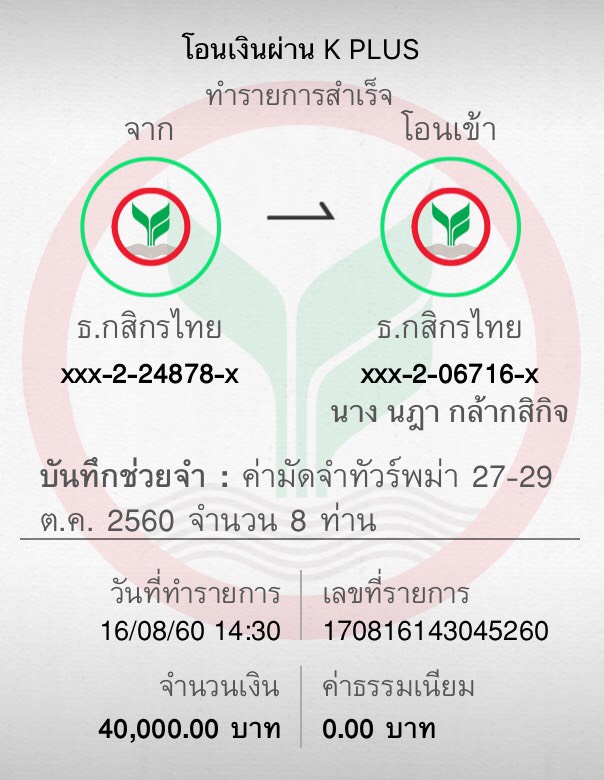 โอนเงินผ่าน K PLUS
ทำรายการสำเร็จ
จาก
โอนเข้า
ธ.กสิกรไทย
ธ.กสิกรไทย
xxx-2-24878-x
xxx-2-06716-x
นาง นฎา กล้ากสิกิจ
บันทึกช่วยจำ : ค่ามัดจำทัวร์พม่า 27-29
ต.ค. 2560 จำนวน 8 ท่าน
วันที่ทำรายการ
เลขที่รายการ
16/08/60 14:30
170816143045260
จำนวนเงิน
ค่าธรรมเนียม
40,000.00 บาท
0.00 บาท